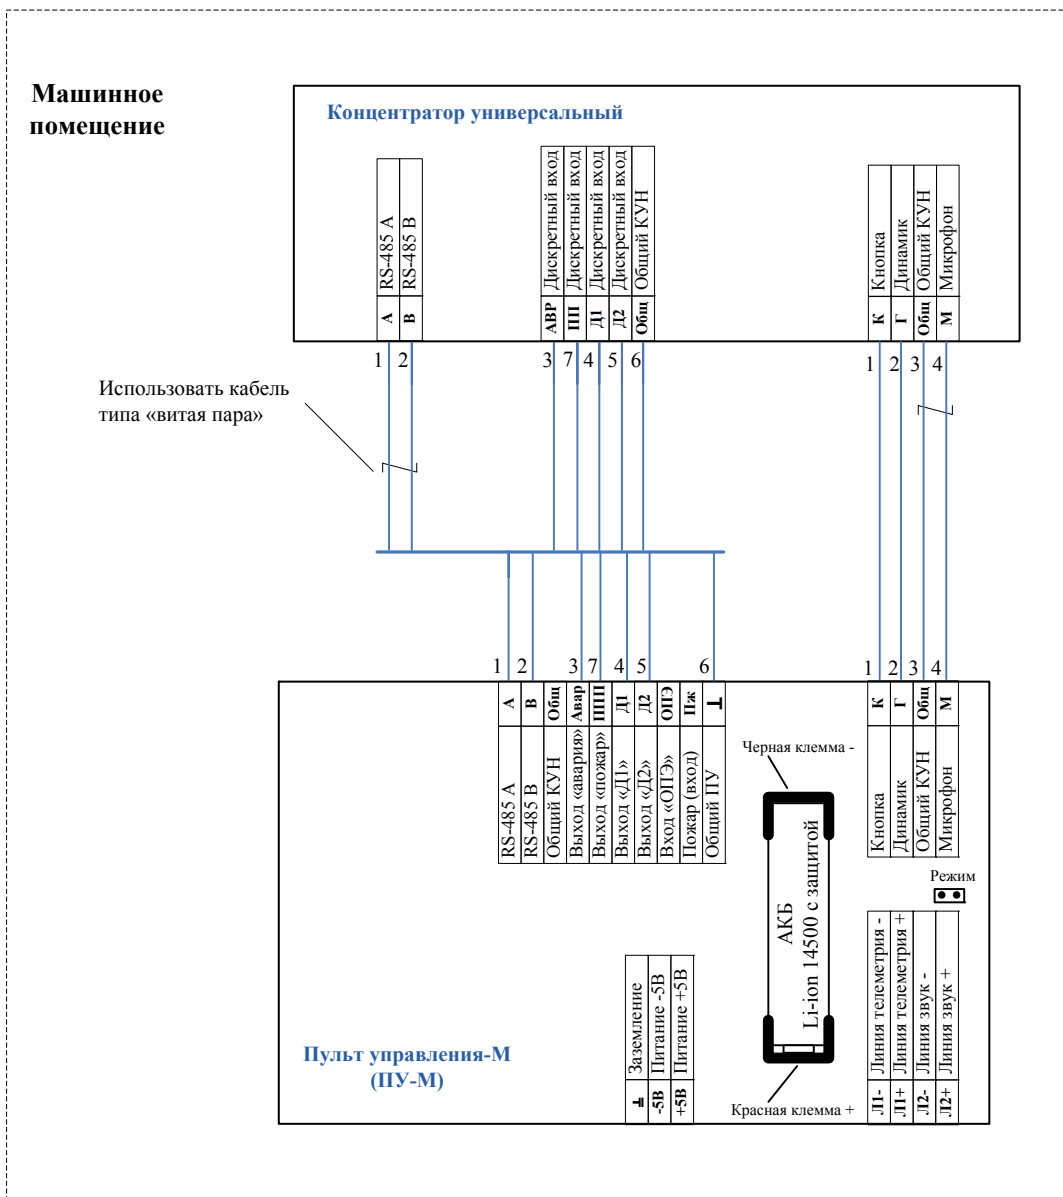 Машинное
помещение
Концентратор универсальный
А RS-485 А
В RS-485 В
АВР Дискретный вход
ПП Дискретный вход
Д1 Дискретный вход
Д2 Дискретный вход
Общ Общий КУН
К Кнопка
Г Динамик
Общ Общий КУН
М Микрофон
1 2 3 7 4 5 6 1 2 3 4
Использовать кабель
типа «витая пара»
1 2 3 7 4 5 6 1 2 3 4
RS-485 А А
RS-485 В В
Общий КУН Общ
Выход «авария» Авар
Выход «пожар» ППП
Выход «Д1» Д1
Выход «Д2» Д2
Вход «ОПЭ» ОПЭ
Пожар (вход) Пж
Общий ПУ
Кнопка К
Динамик Г
Общий КУН Общ
Микрофон М
Черная клемма -
АКБ
Li-ion 14500 с защитой
Красная клемма +
Режим
Заземление
-5В Питание -5В
+5В Питание +5В
Л1- Линия телеметрия -
Л1+ Линия телеметрия +
Л2- Линия звук -
Л2+ Линия звук +
Пульт управления-М
(ПУ-М)